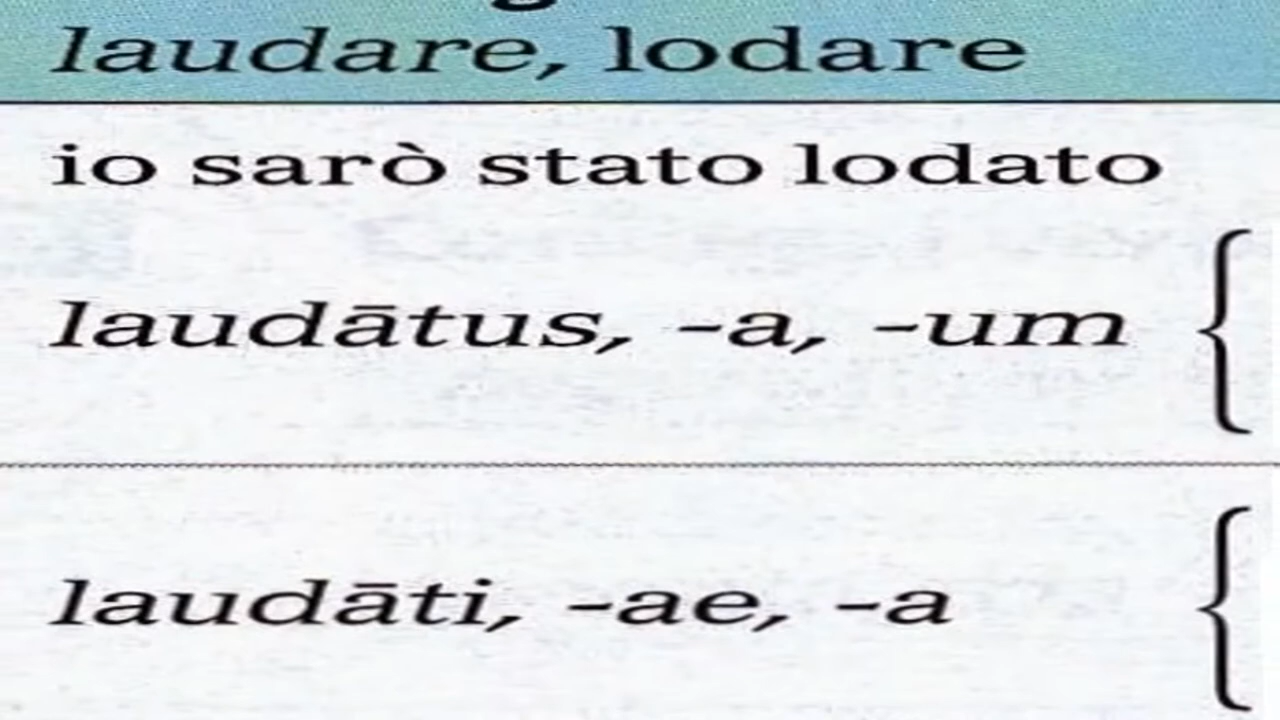 laudare, lodare
io sarò stato lodato
laudātus, -a, -um {
laudāti, -ae, -a {